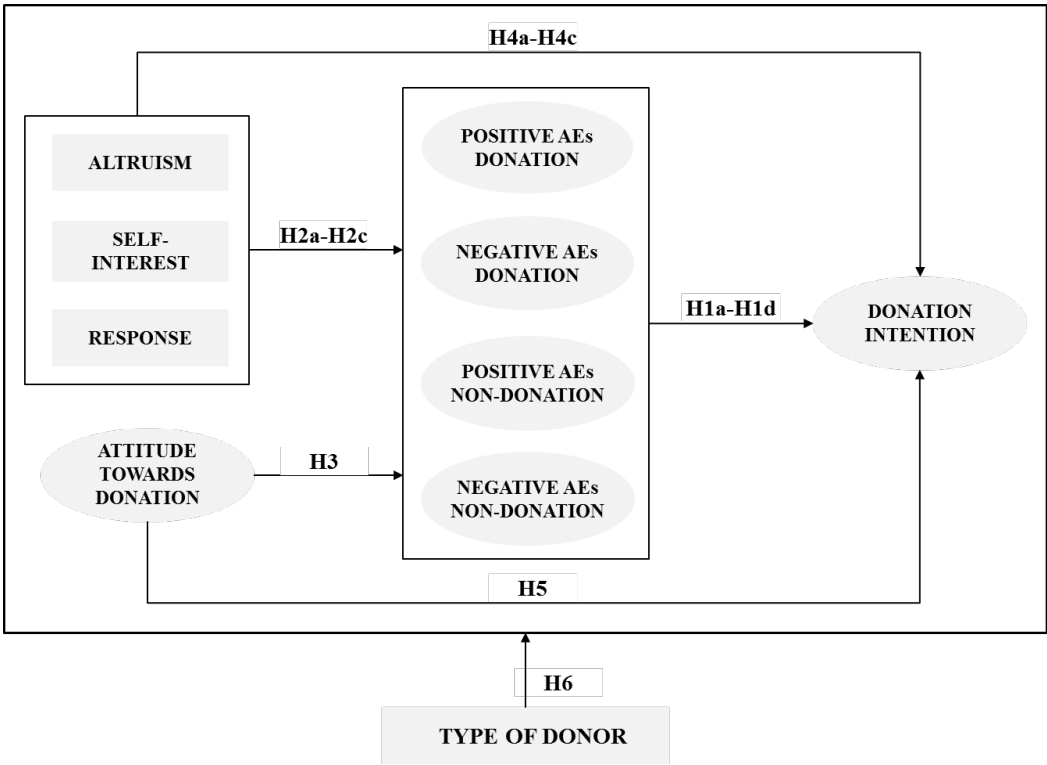 H4a-H4c
ALTRUISM
SELF-
INTEREST
RESPONSE
H2a-H2c
POSITIVE AEs
DONATION
NEGATIVE AEs
DONATION
POSITIVE AEs
NON-DONATION
NEGATIVE AEs
NON-DONATION
H1a-H1d
DONATION
INTENTION
ATTITUDE
TOWARDS
DONATION
H3
H5
H6
TYPE OF DONOR